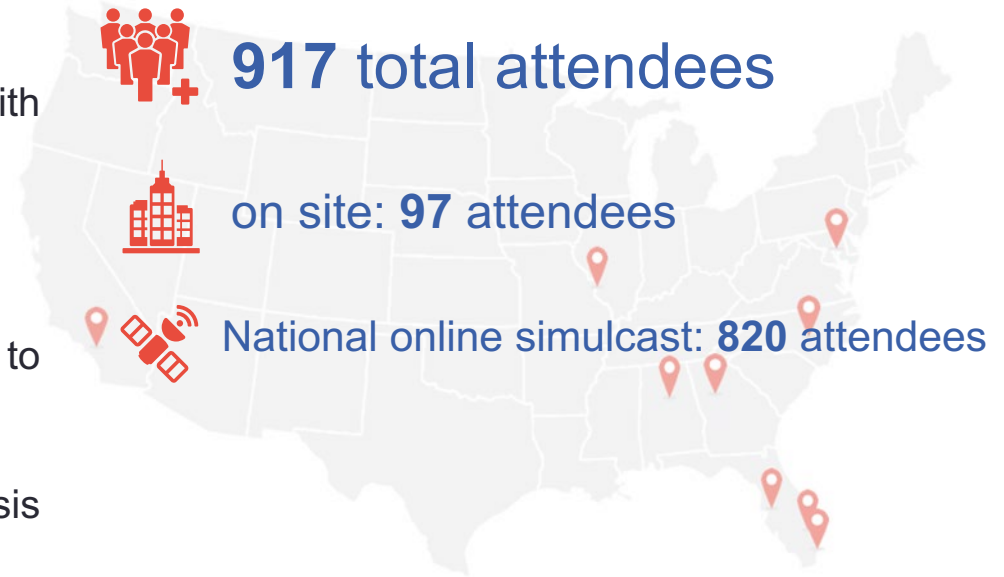 917 total attendees
ith
on site: 97 attendees
National online simulcast: 820 attendees
to
sis